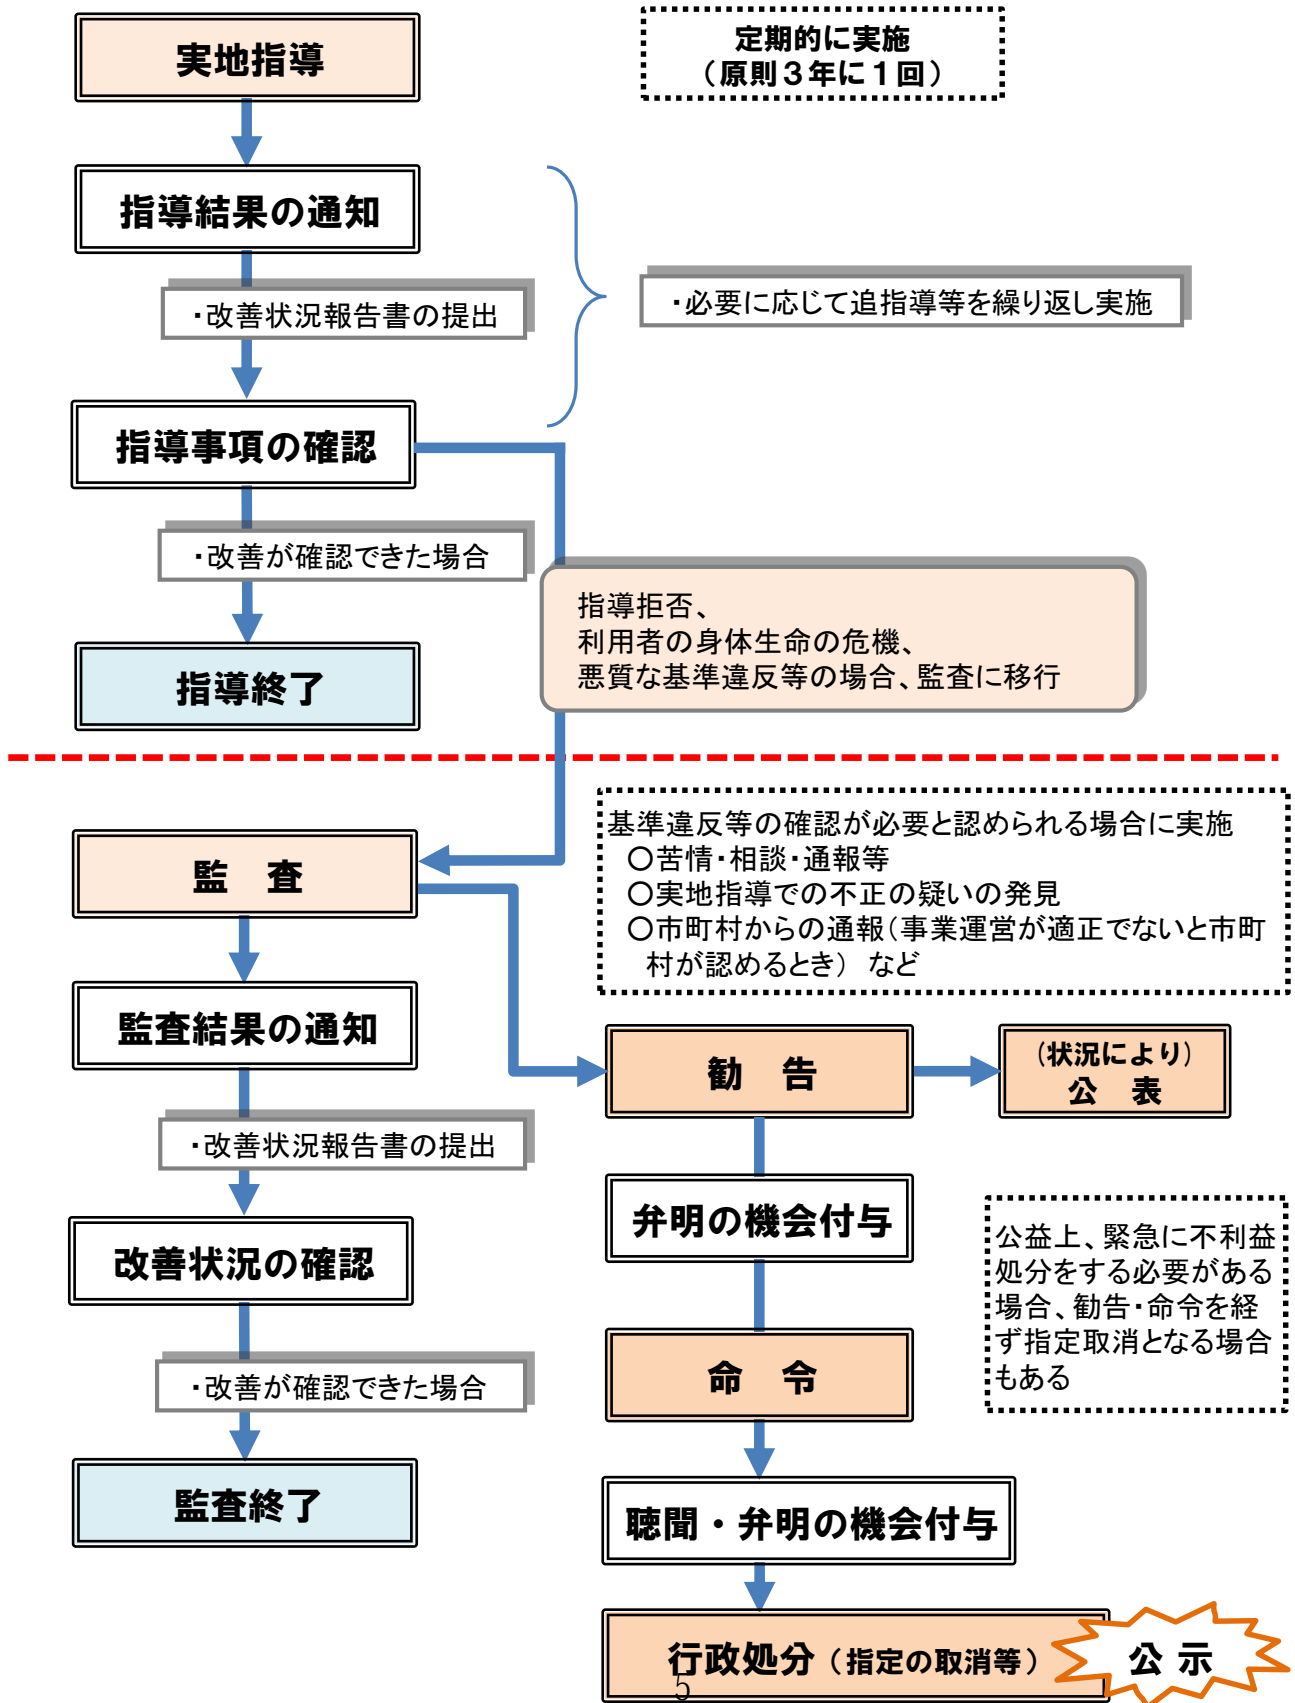 実地指導
定期的に実施
（原則３年に１回）
指導結果の通知
・改善状況報告書の提出
・必要に応じて追指導等を繰り返し実施
指導事項の確認
・改善が確認できた場合
指導拒否、
利用者の身体生命の危機、
悪質な基準違反等の場合、監査に移行
指導終了
基準違反等の確認が必要と認められる場合に実施
○苦情・相談・通報等
○実地指導での不正の疑いの発見
○市町村からの通報（事業運営が適正でないと市町
村が認めるとき） など
監　査
監査結果の通知
・改善状況報告書の提出
改善状況の確認
・改善が確認できた場合
監査終了
勧　告
（状況により）
公　表
弁明の機会付与
公益上、緊急に不利益
処分をする必要がある
場合、勧告・命令を経
ず指定取消となる場合
もある
命　令
聴聞・弁明の機会付与
行政処分（指定の取消等）
公 示
5